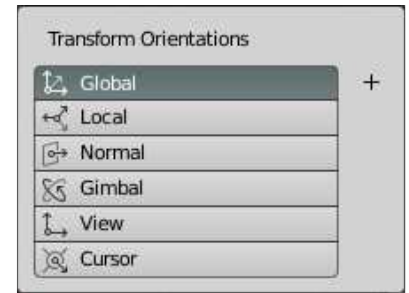 Transform Orientations
Global
+
Local
Normal
Gimbal
View
Cursor